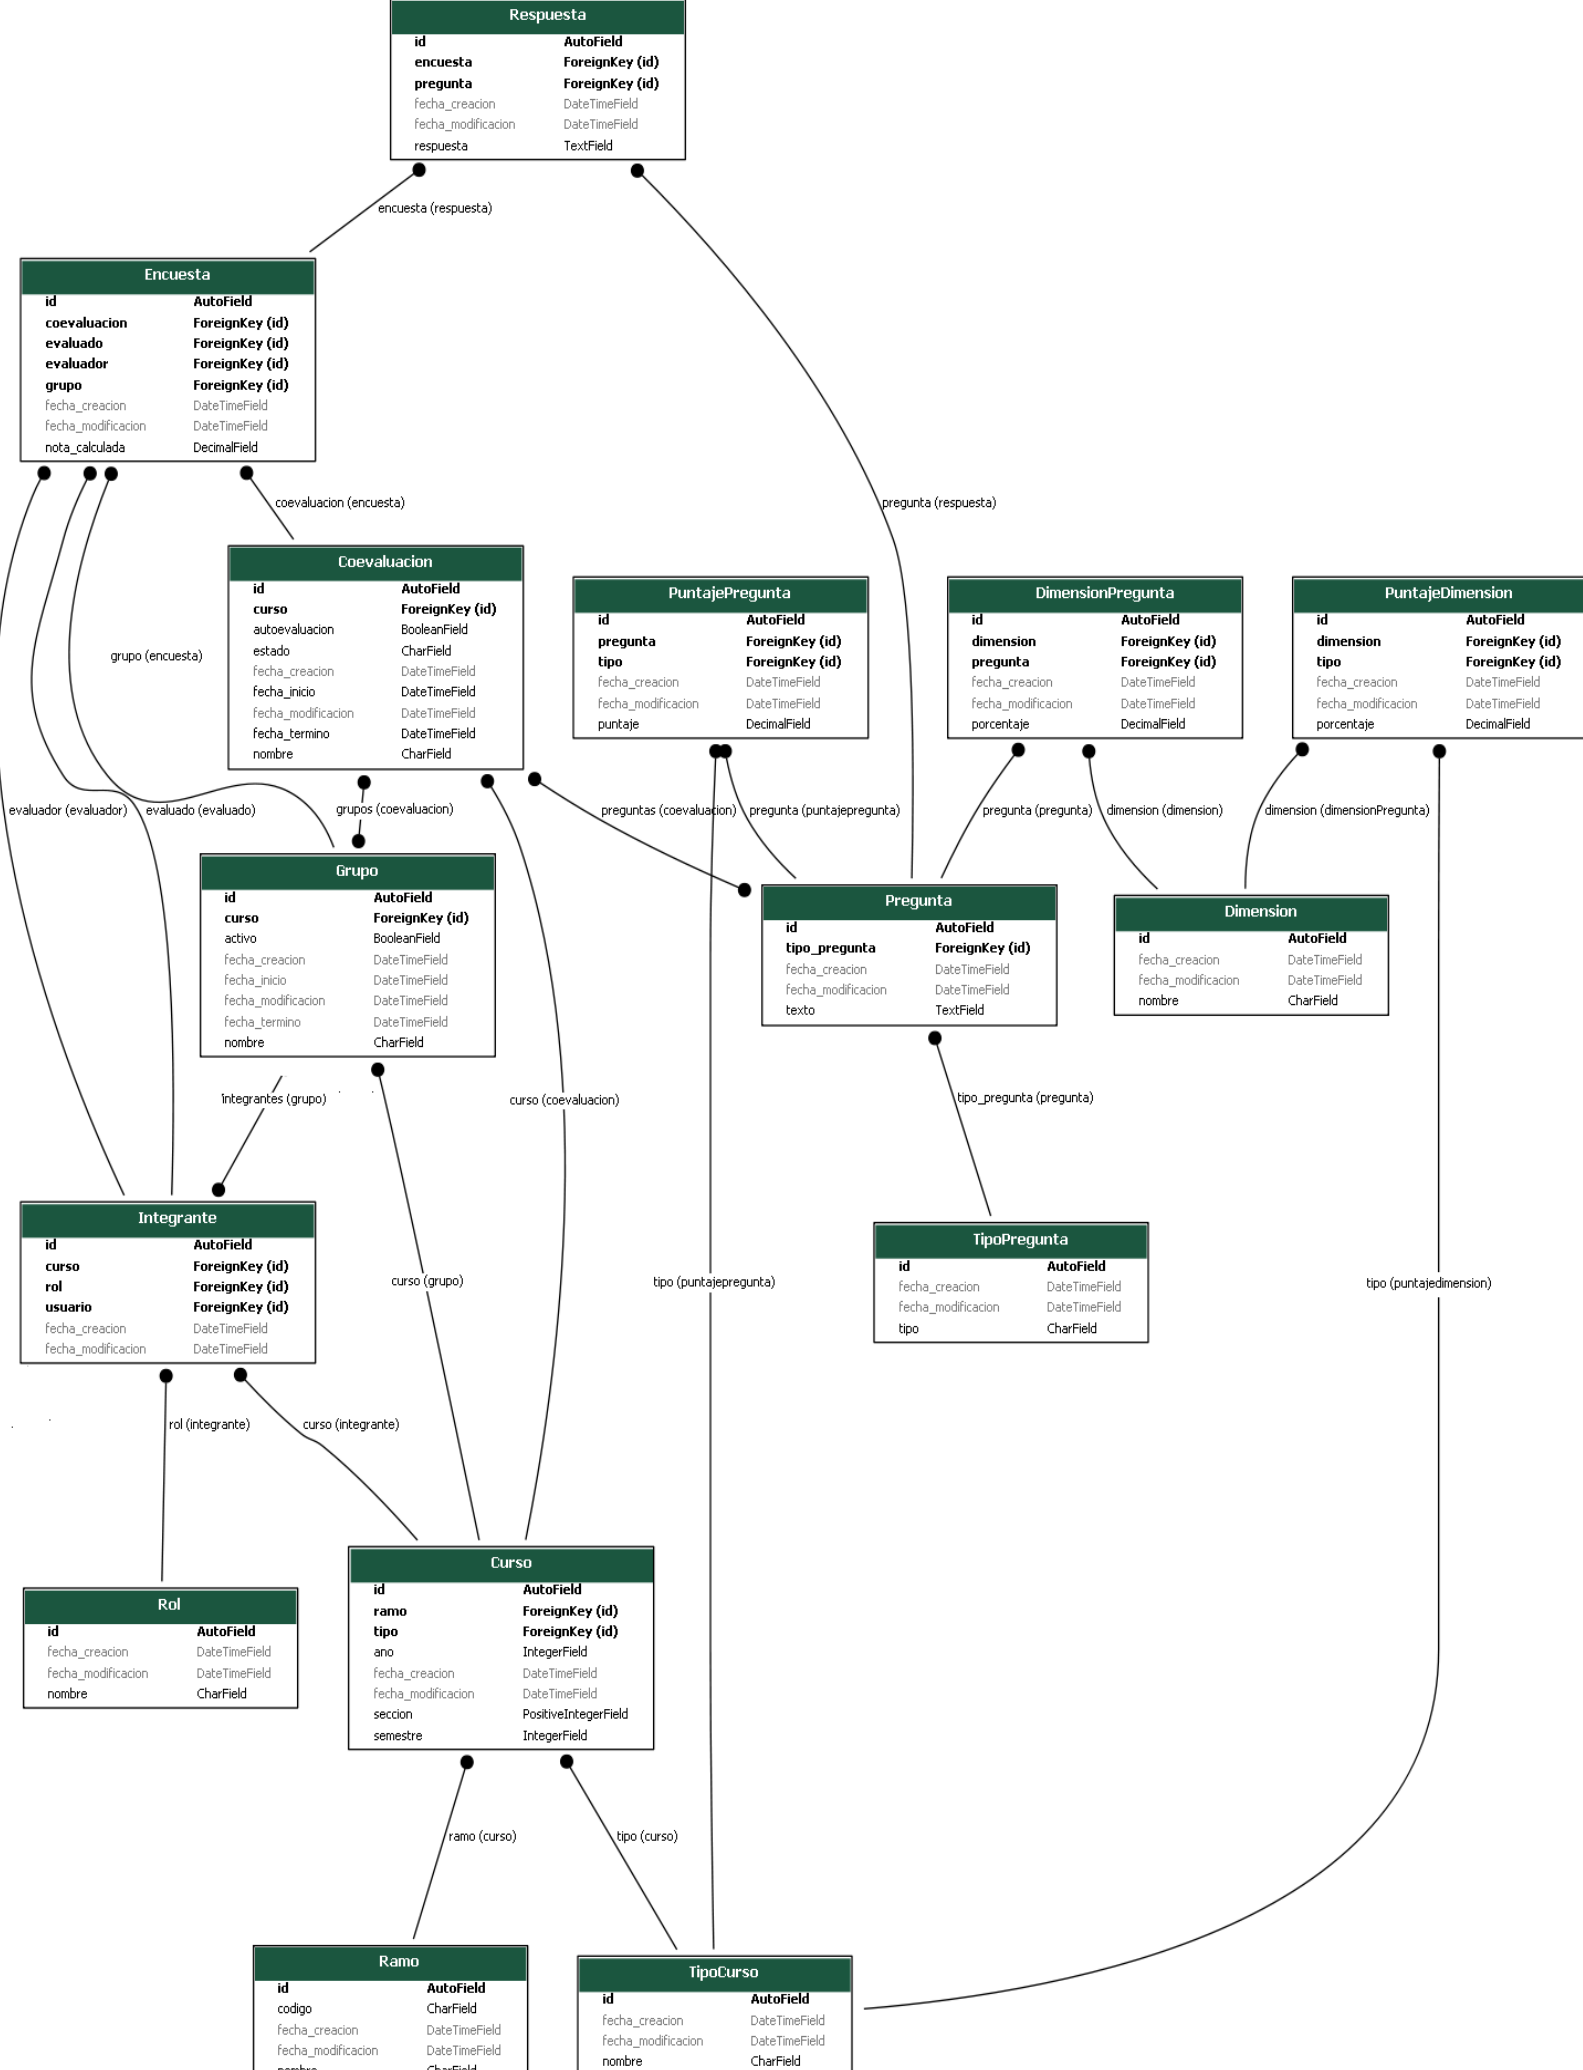 Respuesta
id AutoField
encuesta ForeignKey (id)
pregunta ForeignKey (id)
fecha_creacion DateTimeField
fecha_modificacion DateTimeField
respuesta TextField
encuesta (respuesta)
Encuesta
id AutoField
coevaluacion ForeignKey (id)
evaluado ForeignKey (id)
evaluador ForeignKey (id)
grupo ForeignKey (id)
fecha_creacion DateTimeField
fecha_modificacion DateTimeField
nota_calculada DecimalField
coevaluacion (encuesta)
pregunta (respuesta)
Coevaluacion
id AutoField
curso ForeignKey (id)
autoevaluacion BooleanField
estado CharField
fecha_creacion DateTimeField
fecha_inicio DateTimeField
fecha_modificacion DateTimeField
fecha_termino DateTimeField
nombre CharField
PuntajePregunta
id AutoField
pregunta ForeignKey (id)
tipo ForeignKey (id)
fecha_creacion DateTimeField
fecha_modificacion DateTimeField
puntaje DecimalField
DimensionPregunta
id AutoField
dimension ForeignKey (id)
pregunta ForeignKey (id)
fecha_creacion DateTimeField
fecha_modificacion DateTimeField
porcentaje DecimalField
PuntajeDimension
id AutoField
dimension ForeignKey (id)
tipo ForeignKey (id)
fecha_creacion DateTimeField
fecha_modificacion DateTimeField
porcentaje DecimalField
grupo (encuesta)
evaluador (evaluador)
evaluado (evaluado)
grupos (coevaluacion)
preguntas (coevaluacion)
pregunta (puntajepregunta)
pregunta (pregunta)
dimension (dimension)
dimension (dimensionPregunta)
Grupo
id AutoField
curso ForeignKey (id)
activo BooleanField
fecha_creacion DateTimeField
fecha_inicio DateTimeField
fecha_modificacion DateTimeField
fecha_termino DateTimeField
nombre CharField
Pregunta
id AutoField
tipo_pregunta ForeignKey (id)
fecha_creacion DateTimeField
fecha_modificacion DateTimeField
texto TextField
Dimension
id AutoField
fecha_creacion DateTimeField
fecha_modificacion DateTimeField
nombre CharField
integrantes (grupo)
curso (coevaluacion)
tipo_pregunta (pregunta)
Integrante
id AutoField
curso ForeignKey (id)
rol ForeignKey (id)
usuario ForeignKey (id)
fecha_creacion DateTimeField
fecha_modificacion DateTimeField
curso (grupo)
tipo (puntajepregunta)
TipoPregunta
id AutoField
fecha_creacion DateTimeField
fecha_modificacion DateTimeField
tipo CharField
tipo (puntajedimension)
rol (integrante)
curso (integrante)
Rol
id AutoField
fecha_creacion DateTimeField
fecha_modificacion DateTimeField
nombre CharField
Curso
id AutoField
ramo ForeignKey (id)
tipo ForeignKey (id)
ano IntegerField
fecha_creacion DateTimeField
fecha_modificacion DateTimeField
seccion PositiveIntegerField
semestre IntegerField
ramo (curso)
tipo (curso)
Ramo
id AutoField
codigo CharField
fecha_creacion DateTimeField
fecha_modificacion DateTimeField
nombre CharField
TipoCurso
id AutoField
fecha_creacion DateTimeField
fecha_modificacion DateTimeField
nombre CharField